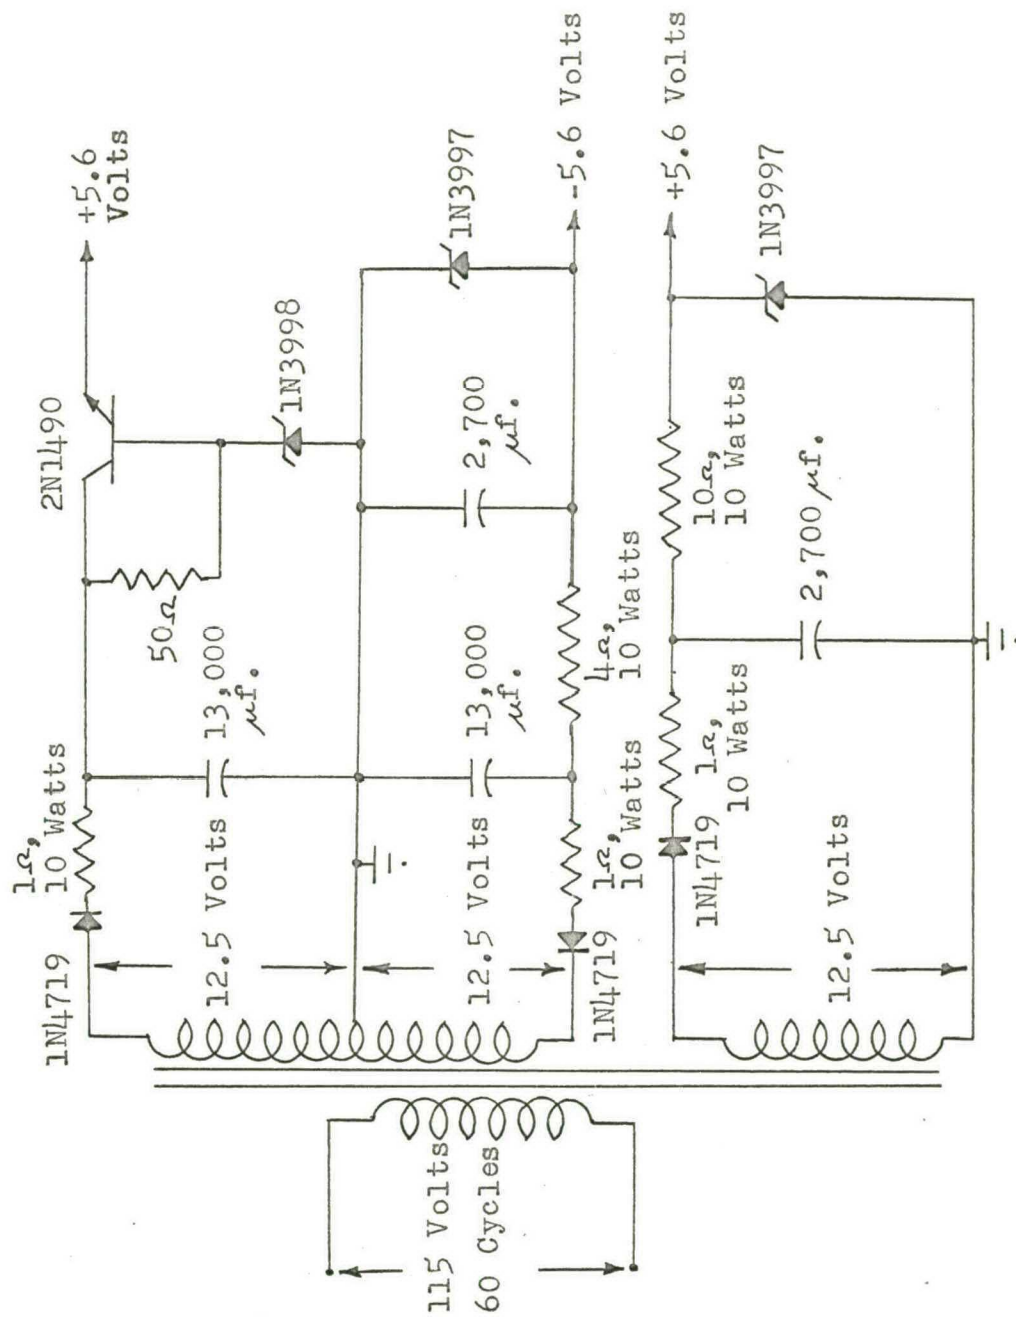 115 Volts
60 Cycles
1N4719
1Ω,
10 Watts
12.5 Volts
13,000
μf.
50Ω
2N1490
+5.6
Volts
1N3998
12.5 Volts
13,000
μf.
2,700
μf.
1N3997
1N4719
1Ω,
10 Watts
4Ω,
10 Watts
-5.6 Volts
1N4719
1Ω,
10 Watts
10Ω,
10 Watts
+5.6 Volts
12.5 Volts
2,700 μf.
1N3997